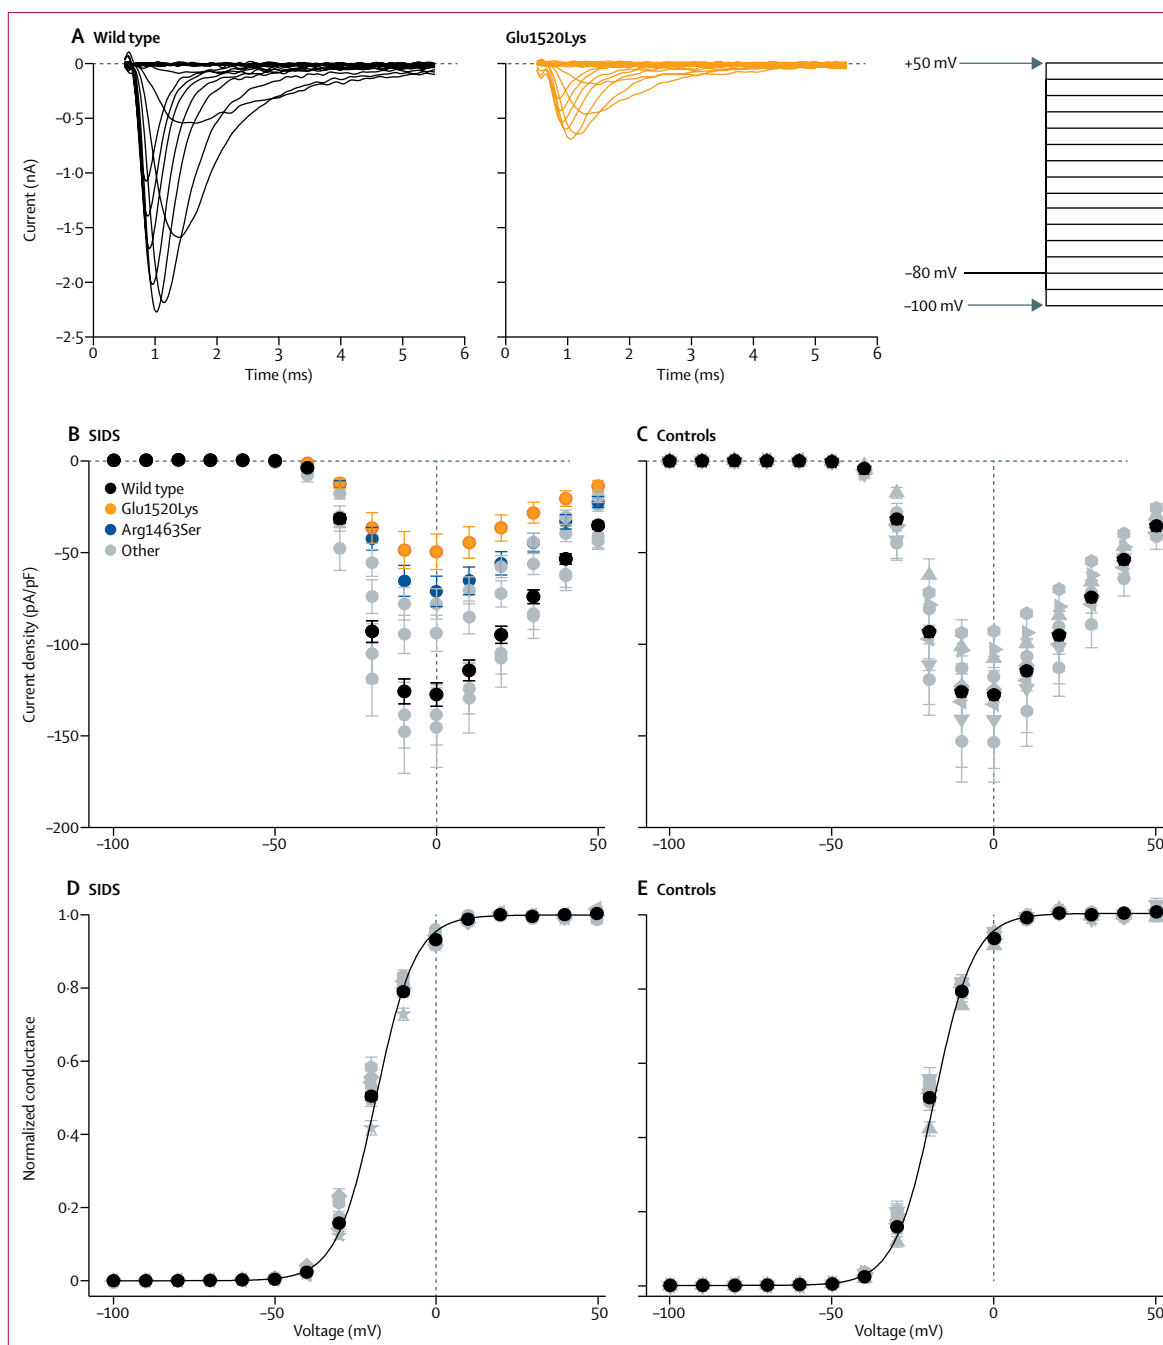 A Wild type
Glu1520Lys
0
–0·5
–1·0
–1·5
–2·0
–2·5
Current (nA)
0 1 2 3 4 5 6
Time (ms)
0 1 2 3 4 5 6
Time (ms)
+50 mV
–80 mV
–100 mV
B SIDS
0
–50
–100
–150
–200
Current density (pA/pF)
Wild type
Glu1520Lys
Arg1463Ser
Other
–100 –50 0 50
C Controls
–100 –50 0 50
D SIDS
1·0
0·8
0·6
0·4
0·2
0
Normalized conductance
–100 –50 0 50
Voltage (mV)
E Controls
–100 –50 0 50
Voltage (mV)